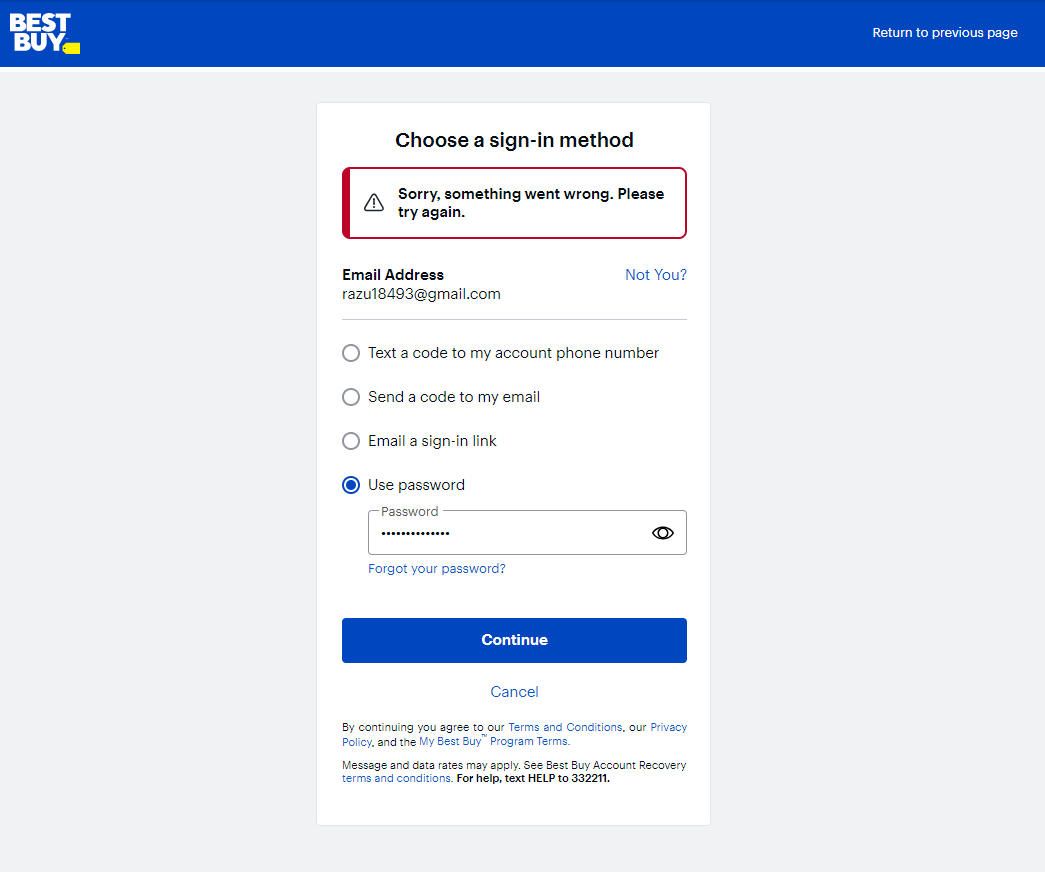 BEST
BUY
Return to previous page
Choose a sign-in method
Sorry, something went wrong. Please
try again.
Email Address
Not You?
razu18493@gmail.com
Text a code to my account phone number
Send a code to my email
Email a sign-in link
Use password
Password
••••••••••••••
Forgot your password?
Continue
Cancel
By continuing you agree to our Terms and Conditions, our Privacy
Policy, and the My Best Buy™ Program Terms.
Message and data rates may apply. See Best Buy Account Recovery
terms and conditions. For help, text HELP to 332211.